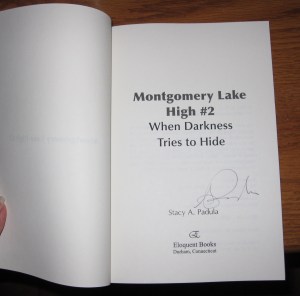 Montgomery Lake
High #2
When Darkness
Tries to Hide
Stacy A. Padula
E
Eloquent Books
Durham, Connecticut